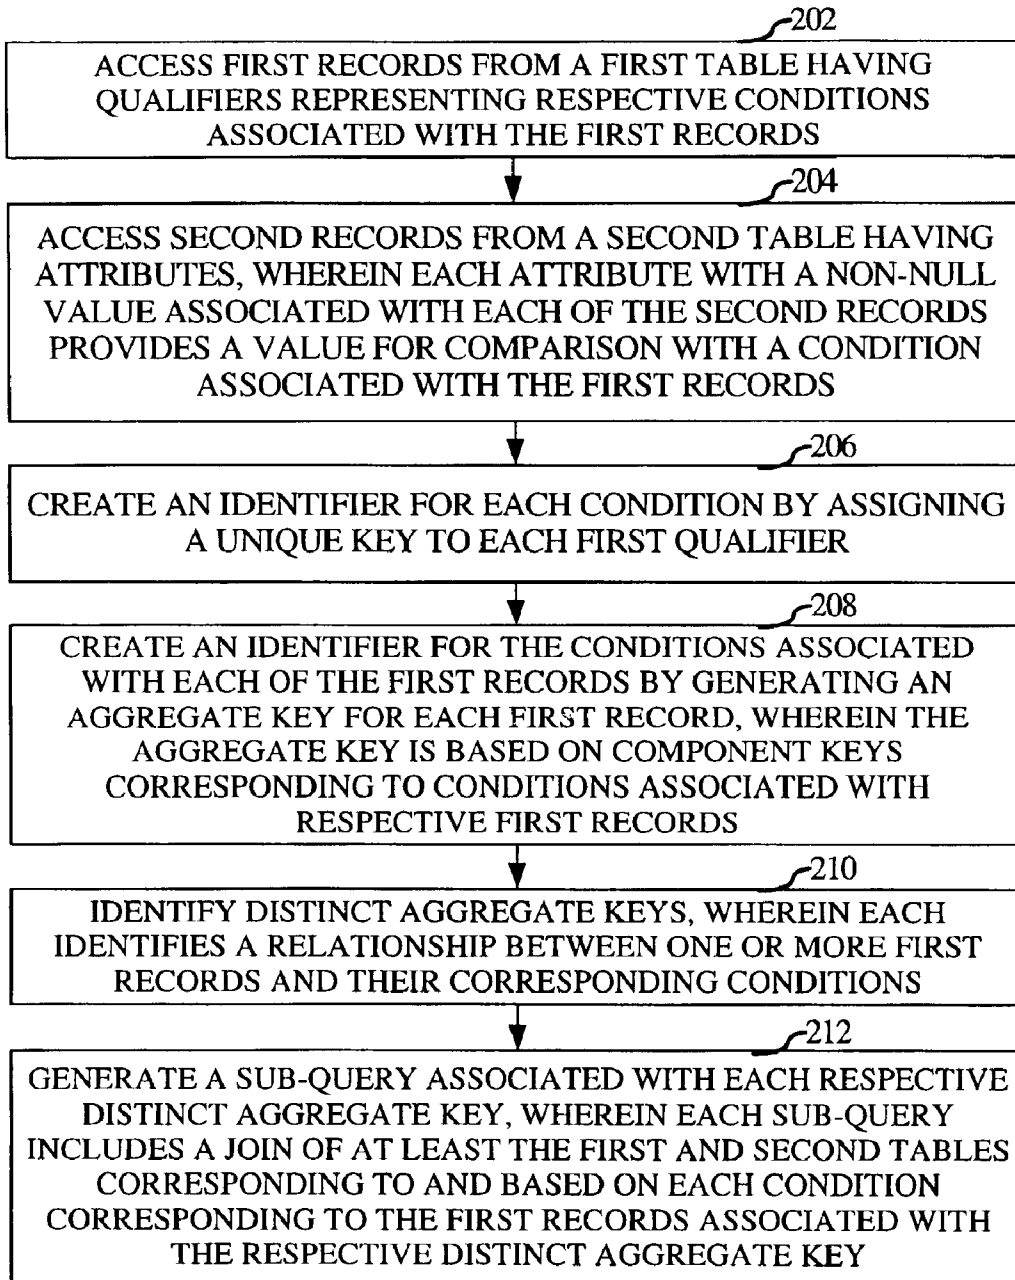 202
ACCESS FIRST RECORDS FROM A FIRST TABLE HAVING
QUALIFIERS REPRESENTING RESPECTIVE CONDITIONS
ASSOCIATED WITH THE FIRST RECORDS
204
ACCESS SECOND RECORDS FROM A SECOND TABLE HAVING
ATTRIBUTES, WHEREIN EACH ATTRIBUTE WITH A NON-NULL
VALUE ASSOCIATED WITH EACH OF THE SECOND RECORDS
PROVIDES A VALUE FOR COMPARISON WITH A CONDITION
ASSOCIATED WITH THE FIRST RECORDS
206
CREATE AN IDENTIFIER FOR EACH CONDITION BY ASSIGNING
A UNIQUE KEY TO EACH FIRST QUALIFIER
208
CREATE AN IDENTIFIER FOR THE CONDITIONS ASSOCIATED
WITH EACH OF THE FIRST RECORDS BY GENERATING AN
AGGREGATE KEY FOR EACH FIRST RECORD, WHEREIN THE
AGGREGATE KEY IS BASED ON COMPONENT KEYS
CORRESPONDING TO CONDITIONS ASSOCIATED WITH
RESPECTIVE FIRST RECORDS
210
IDENTIFY DISTINCT AGGREGATE KEYS, WHEREIN EACH
IDENTIFIES A RELATIONSHIP BETWEEN ONE OR MORE FIRST
RECORDS AND THEIR CORRESPONDING CONDITIONS
212
GENERATE A SUB-QUERY ASSOCIATED WITH EACH RESPECTIVE
DISTINCT AGGREGATE KEY, WHEREIN EACH SUB-QUERY
INCLUDES A JOIN OF AT LEAST THE FIRST AND SECOND TABLES
CORRESPONDING TO AND BASED ON EACH CONDITION
CORRESPONDING TO THE FIRST RECORDS ASSOCIATED WITH
THE RESPECTIVE DISTINCT AGGREGATE KEY